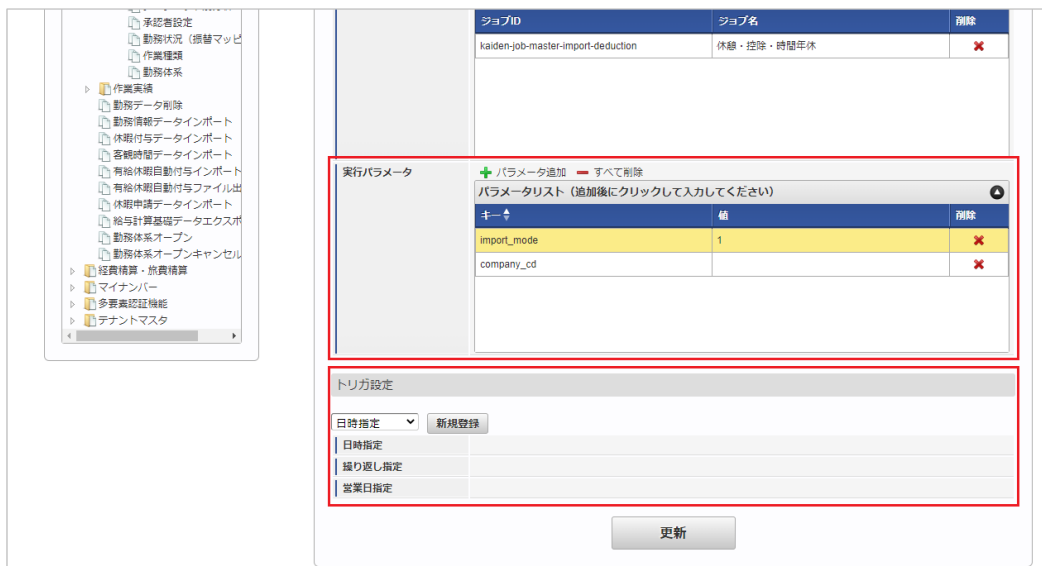 承認者設定
勤務状況（振替マッピ
作業種類
勤務体系
作業実績
勤務データ削除
勤務情報データインポート
休暇付与データインポート
客観時間データインポート
有給休暇自動付与インポート
有給休暇自動付与ファイル出
休暇申請データインポート
給与計算基礎データエクスポ
勤務体系オープン
勤務体系オープンキャンセル
経費精算・旅費精算
マイナンバー
多要素認証機能
テナントマスタ
ジョブID ジョブ名 削除
kaiden-job-master-import-deduction 休憩・控除・時間年休
実行パラメータ パラメータ追加 すべて削除
パラメータリスト（追加後にクリックして入力してください）
キー 値 削除
import_mode 1
company_cd
トリガ設定
日時指定 新規登録
日時指定
繰り返し指定
営業日指定
更新